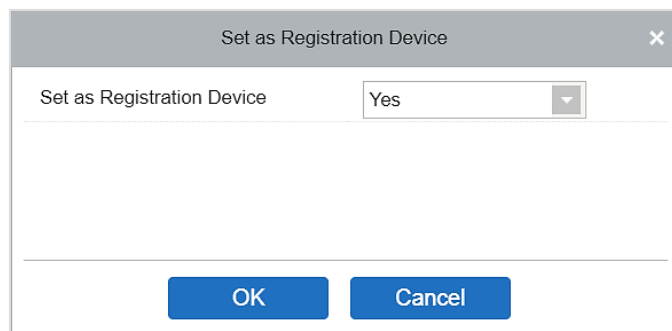 Set as Registration Device
Set as Registration Device Yes
OK Cancel